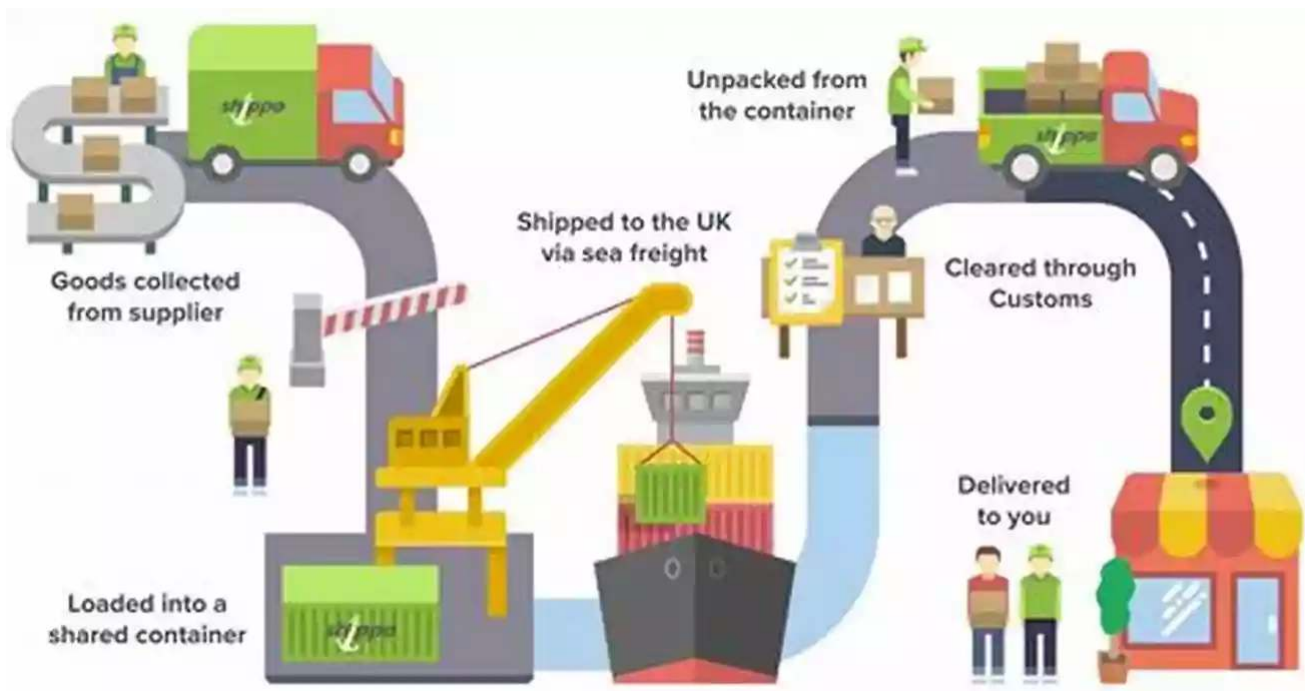 shippo
Goods collected
from supplier
Loaded into a
shared container
shippo
Shipped to the UK
via sea freight
Cleared through
Customs
Unpacked from
the container
shippo
Delivered
to you